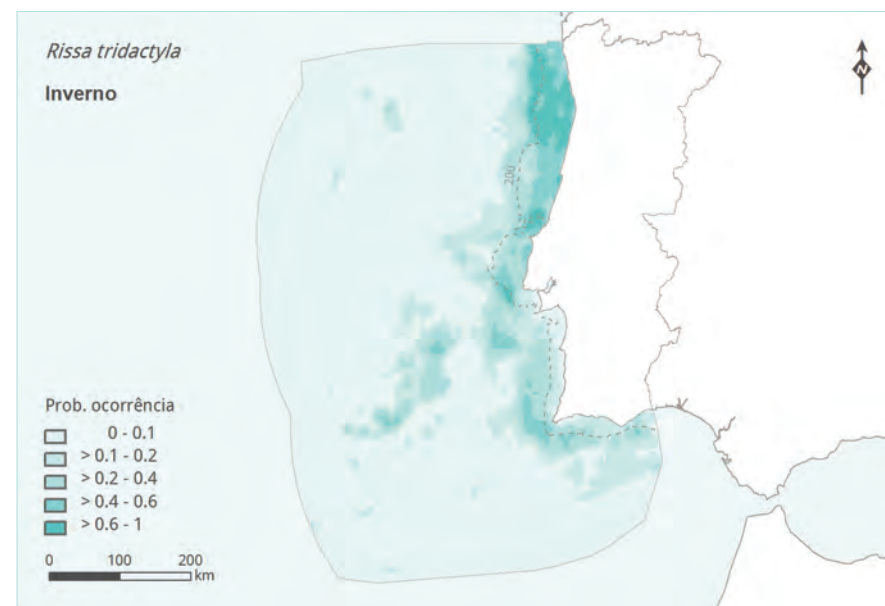 Rissa tridactyla
Inverno
N
200
Prob. ocorrência
0 - 0.1
> 0.1 - 0.2
> 0.2 - 0.4
> 0.4 - 0.6
> 0.6 - 1
0 100 200
km